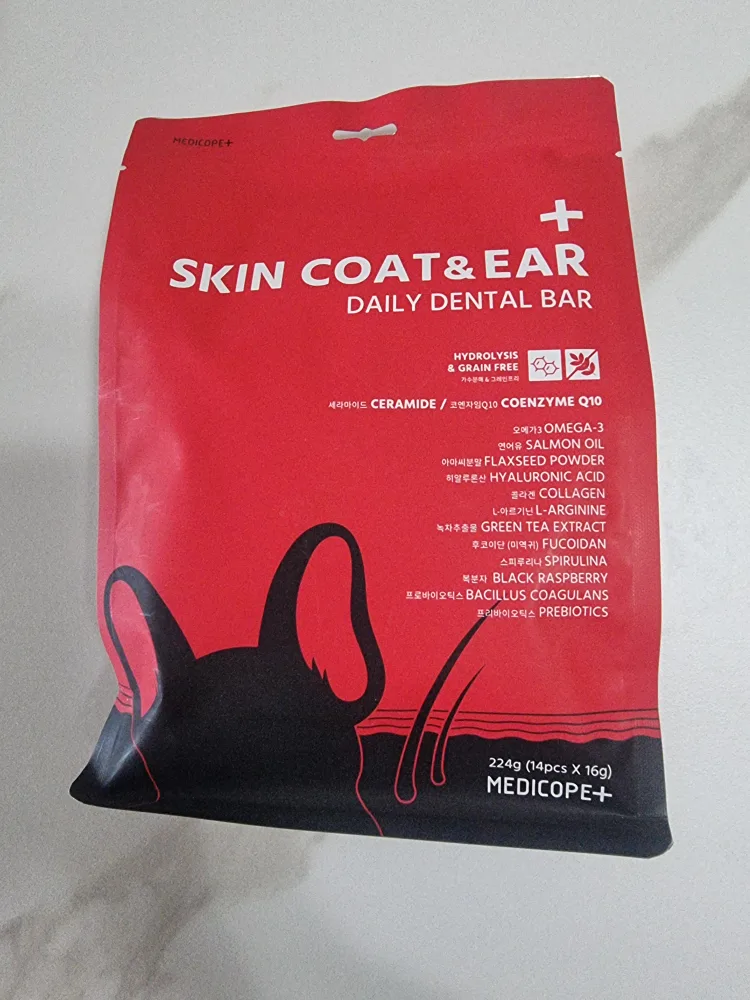 MEDICOPE+
SKIN COAT & EAR
DAILY DENTAL BAR
HYDROLYSIS
& GRAIN FREE
가수분해 & 그레인프리
세라마이드 CERAMIDE / 코엔자임Q10 COENZYME Q10
오메가3 OMEGA-3
연어유 SALMON OIL
아마씨분말 FLAXSEED POWDER
히알루론산 HYALURONIC ACID
콜라겐 COLLAGEN
L-아르기닌 L-ARGININE
녹차추출물 GREEN TEA EXTRACT
후코이단 (미역귀) FUCOIDAN
스피루리나 SPIRULINA
복분자 BLACK RASPBERRY
프로바이오틱스 BACILLUS COAGULANS
프리바이오틱스 PREBIOTICS
224g (14pcs X 16g)
MEDICOPE+